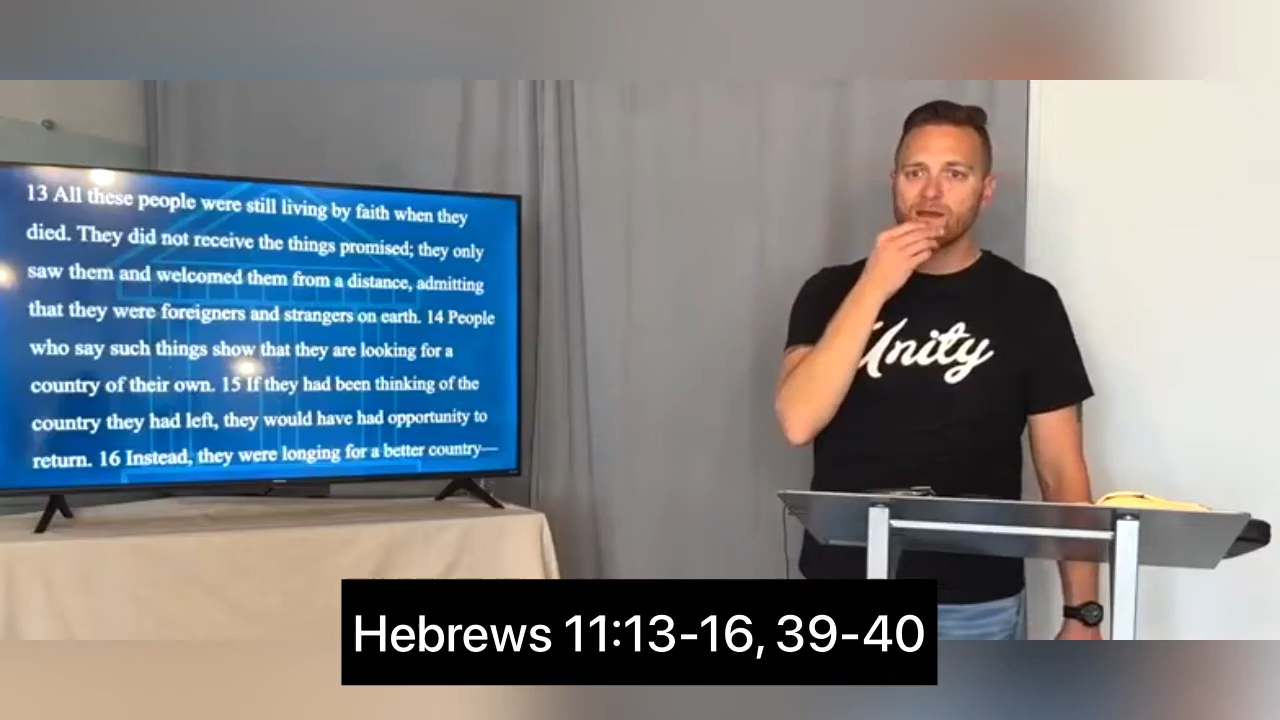 13 All these people were still living by faith when they
died. They did not receive the things promised; they only
saw them and welcomed them from a distance, admitting
that they were foreigners and strangers on earth. 14 People
who say such things show that they are looking for a
country of their own. 15 If they had been thinking of the
country they had left, they would have had opportunity to
return. 16 Instead, they were longing for a better country—
Unity
Hebrews 11:13-16, 39-40